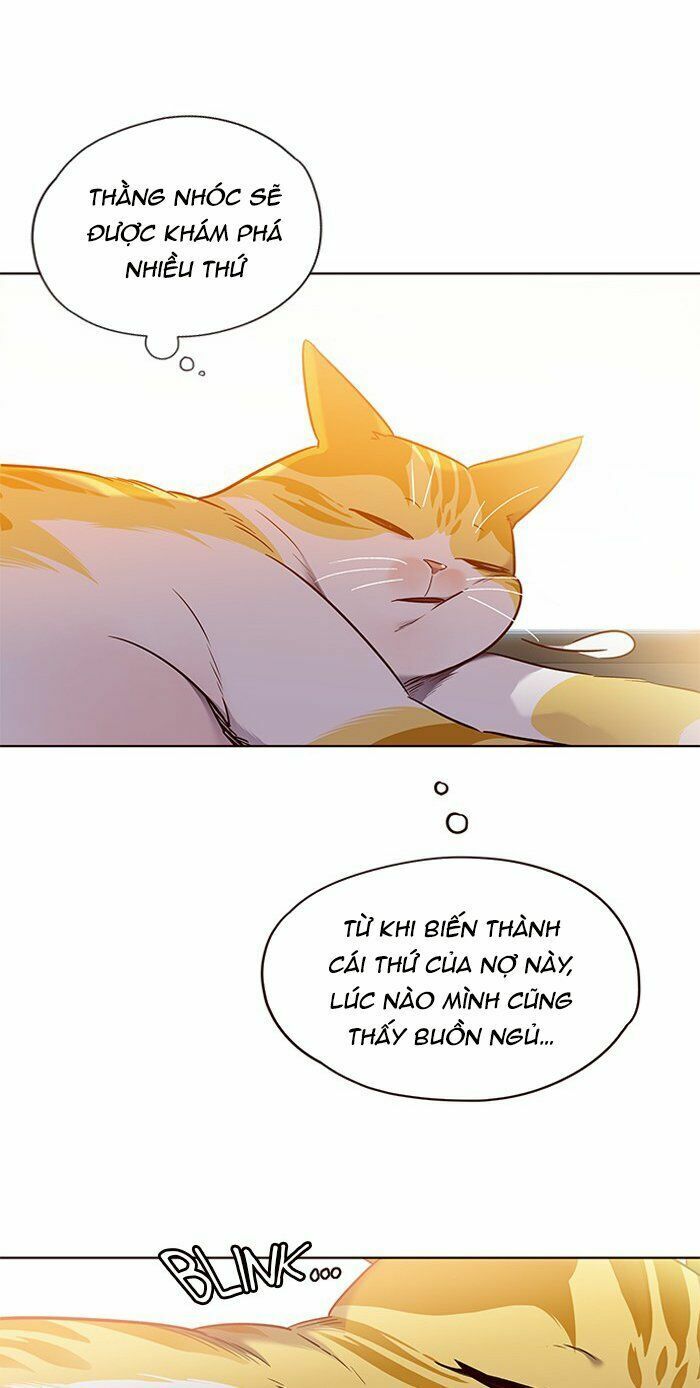 THẰNG NHÓC SẼ
ĐƯỢC KHÁM PHÁ
NHIỀU THỨ
TỪ KHI BIẾN THÀNH
CÁI THỨ CỦA NỢ NÀY,
LÚC NÀO MÌNH CŨNG
THẤY BUỒN NGỦ...
BLINK...